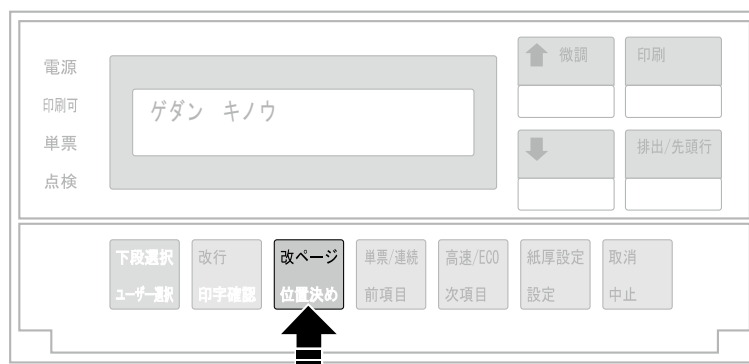 電源
印刷可
単票
点検
ゲダン キノウ
微調
印刷
排出/先頭行
下段選択
ユーザー選択
改行
印字確認
改ページ
位置決め
単票/連続
前項目
高速/ECO
次項目
紙厚設定
設定
取消
中止